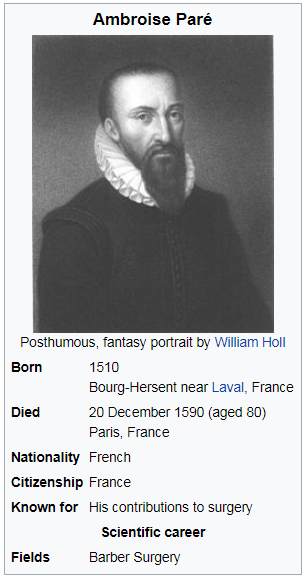 Ambroise Paré
Posthumous, fantasy portrait by William Holl
Born 1510
Bourg-Hersent near Laval, France
Died 20 December 1590 (aged 80)
Paris, France
Nationality French
Citizenship France
Known for His contributions to surgery
Scientific career
Fields Barber Surgery